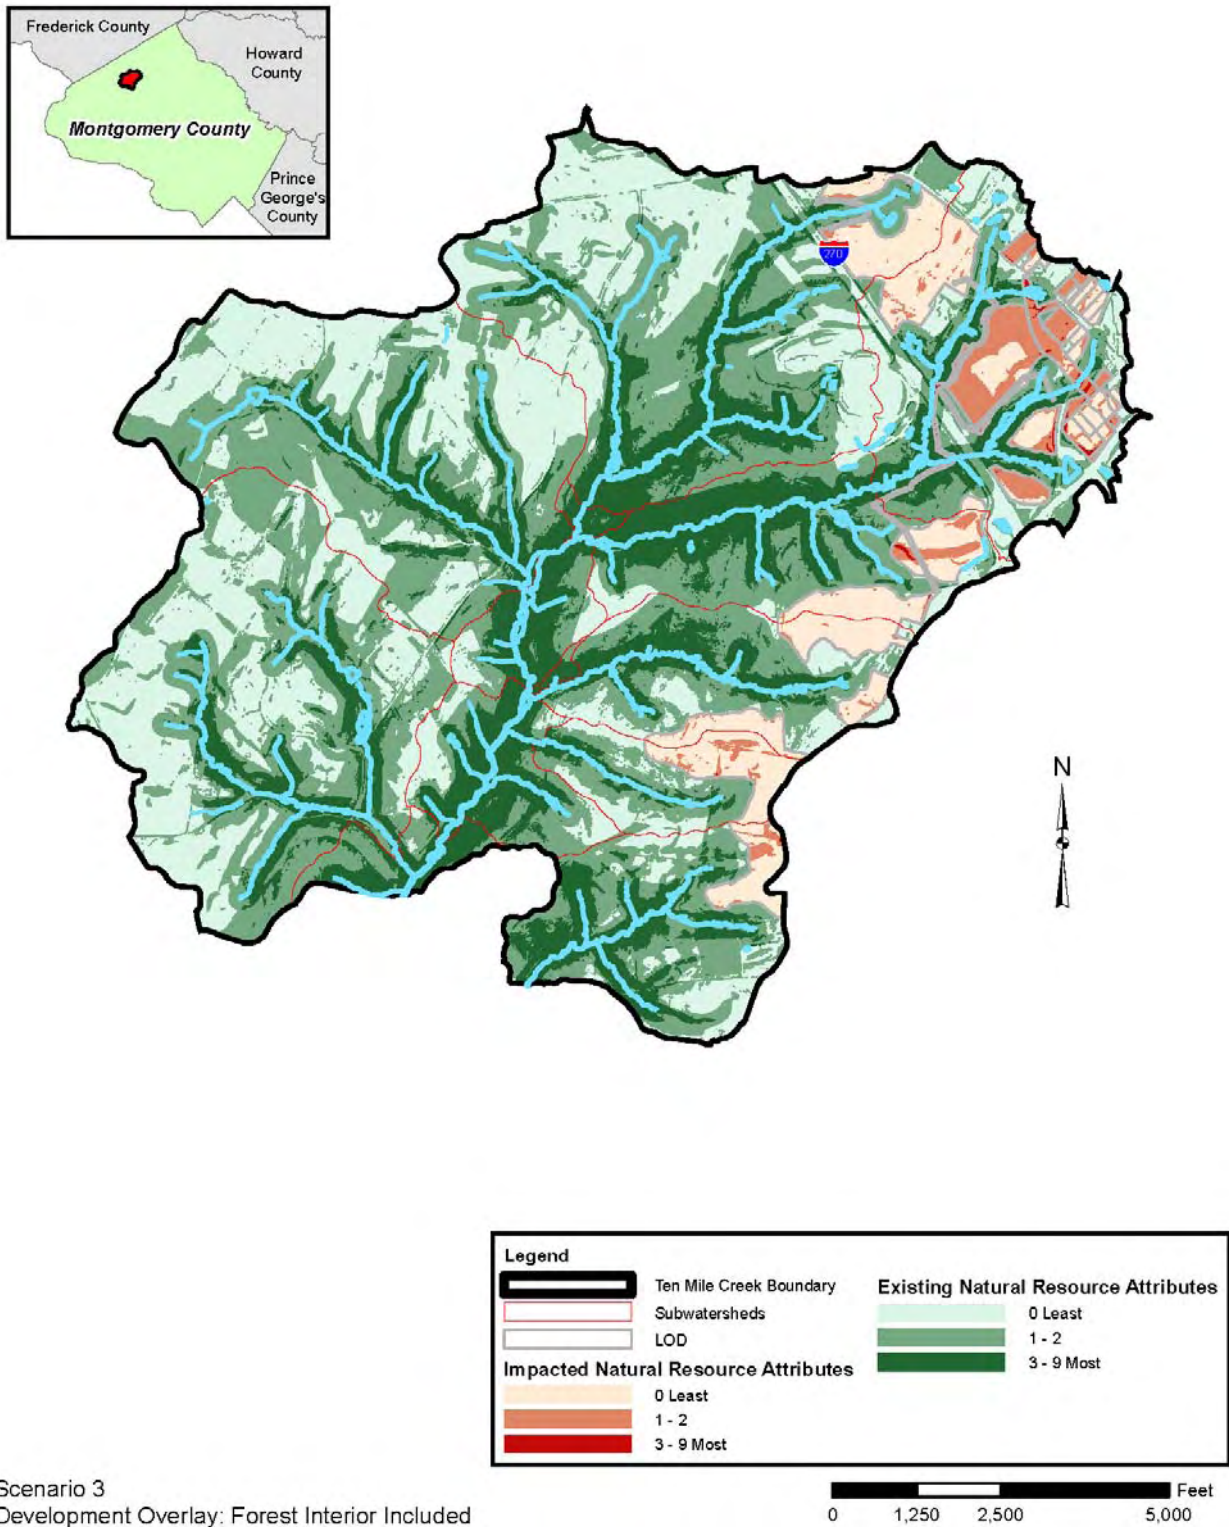 Frederick County
Howard
County
Montgomery County
Prince
George's
County
270
N
Legend
Ten Mile Creek Boundary
Subwatersheds
LOD
Impacted Natural Resource Attributes
0 Least
1 - 2
3 - 9 Most
Existing Natural Resource Attributes
0 Least
1 - 2
3 - 9 Most
Scenario 3
Development Overlay: Forest Interior Included
Feet
0 1,250 2,500 5,000